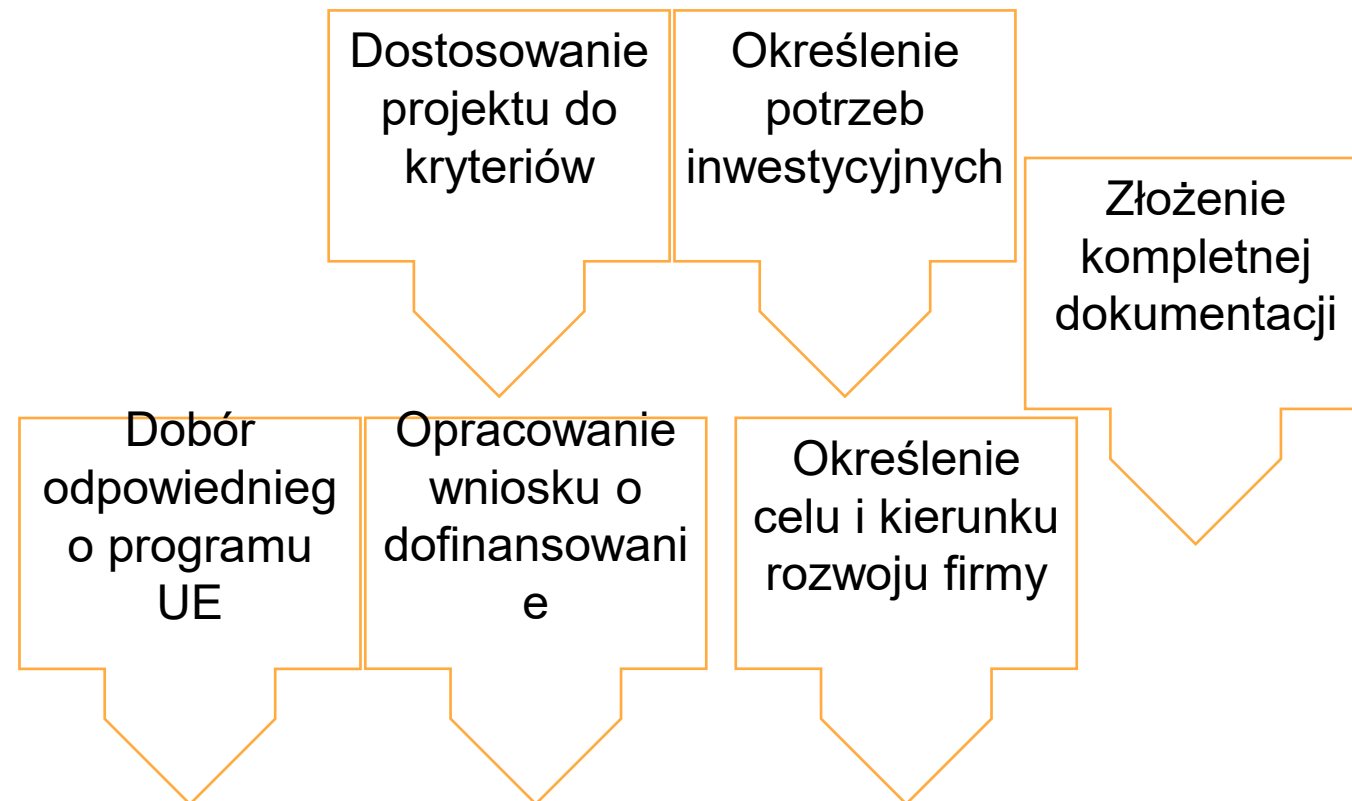 Dostosowanie
projektu do
kryteriów
Określenie
potrzeb
inwestycyjnych
Złożenie
kompletnej
dokumentacji
Dobór
odpowiednieg
o programu
UE
Opracowanie
wniosku o
dofinansowani
e
Określenie
celu i kierunku
rozwoju firmy